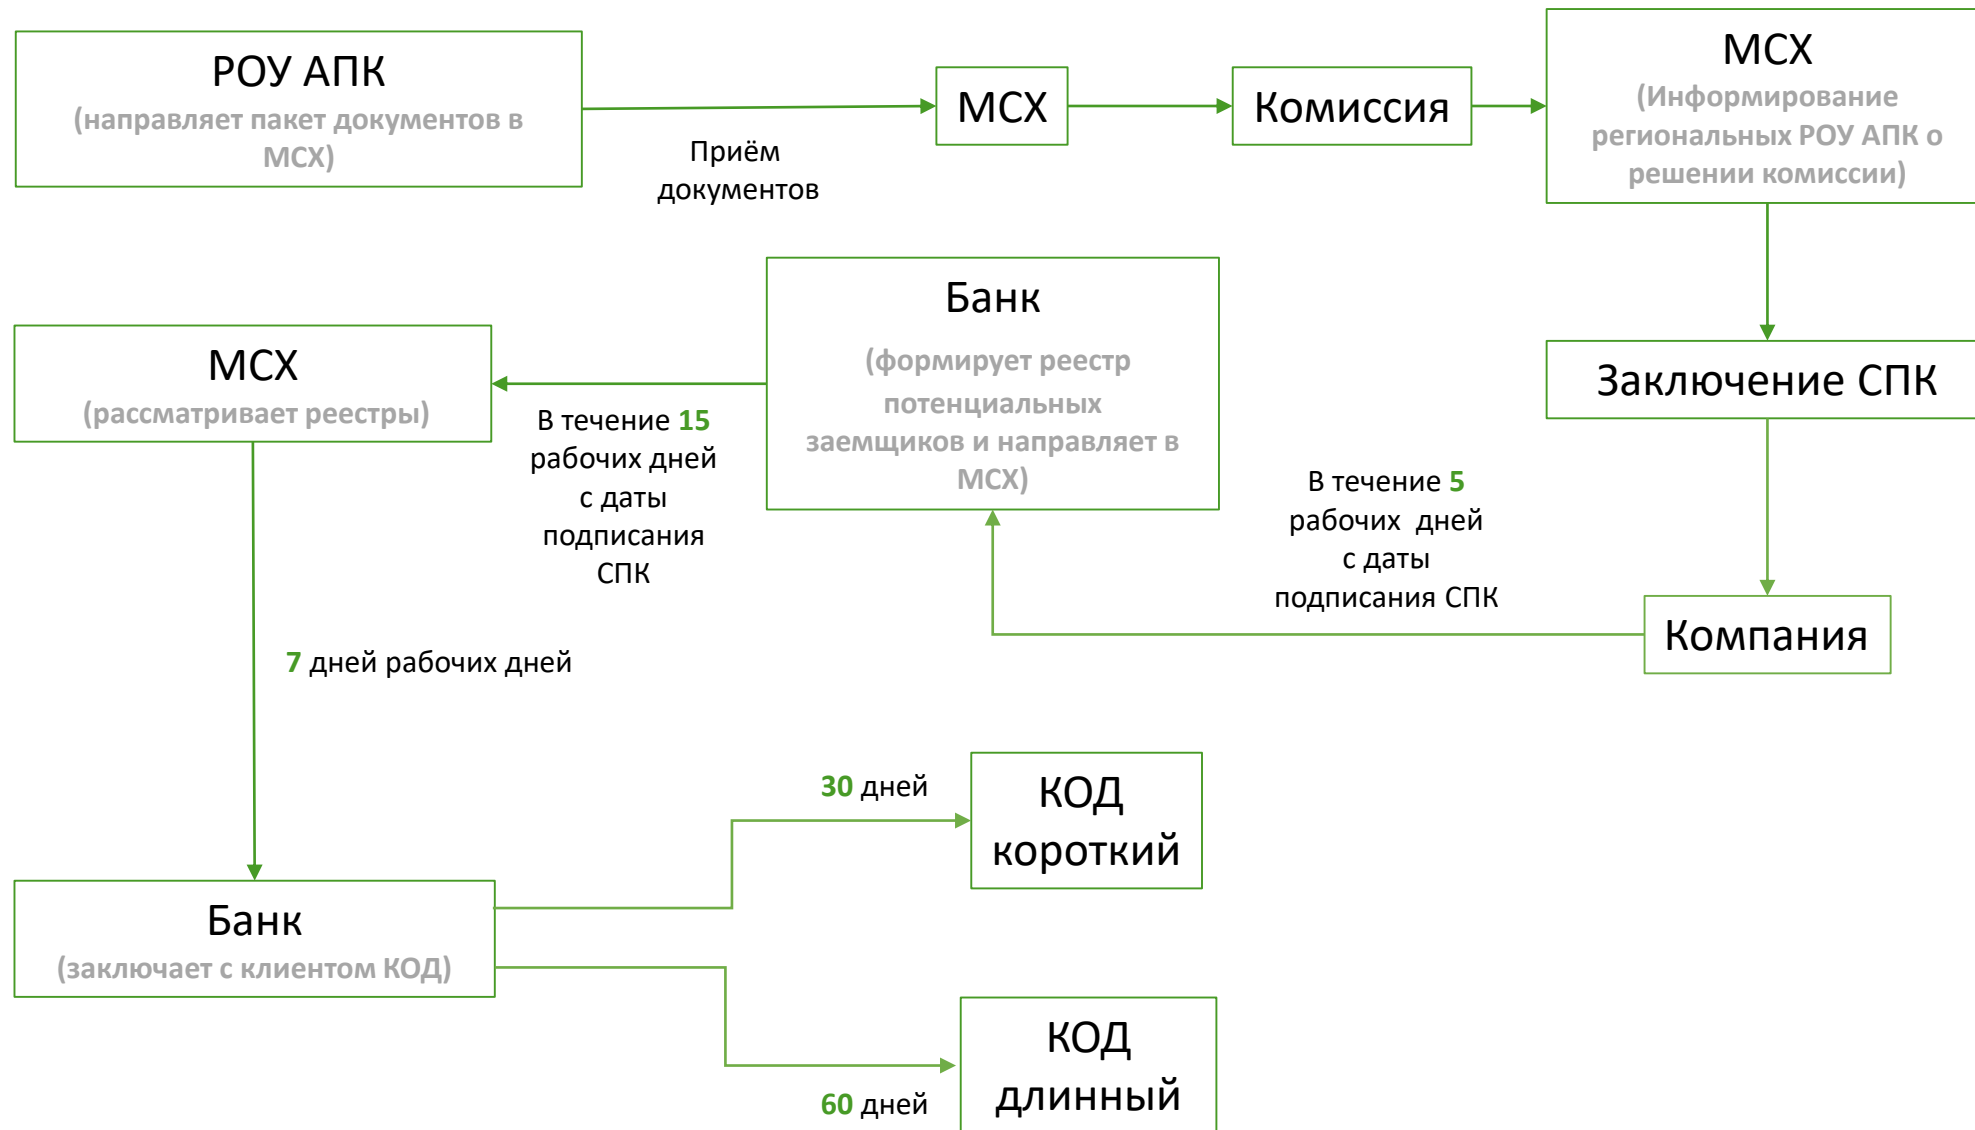 РОУ АПК
(направляет пакет документов в
МСХ)
Приём
документов
МСХ
Комиссия
МСХ
(Информирование
региональных РОУ АПК о
решении комиссии)
Заключение СПК
Компания
В течение 5
рабочих дней
с даты
подписания СПК
Банк
(формирует реестр
потенциальных
заемщиков и направляет в
МСХ)
В течение 15
рабочих дней
с даты
подписания
СПК
МСХ
(рассматривает реестры)
7 дней рабочих дней
Банк
(заключает с клиентом КОД)
30 дней
КОД
короткий
60 дней
КОД
длинный